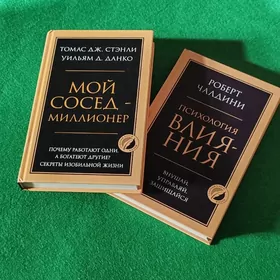 ТОМАС ДЖ. СТЭНЛИ
УИЛЬЯМ Д. ДАНКО
МОЙ
СОСЕД -
МИЛЛИОНЕР
ПОЧЕМУ РАБОТАЮТ ОДНИ,
А БОГАТЕЮТ ДРУГИЕ?
СЕКРЕТЫ ИЗОБИЛЬНОЙ ЖИЗНИ
РОБЕРТ
ЧАЛДИНИ
ПСИХОЛОГИЯ
ВЛИЯ-
НИЯ
ВНУШАЙ,
УПРАВЛЯЙ,
ЗАЩИЩАЙСЯ